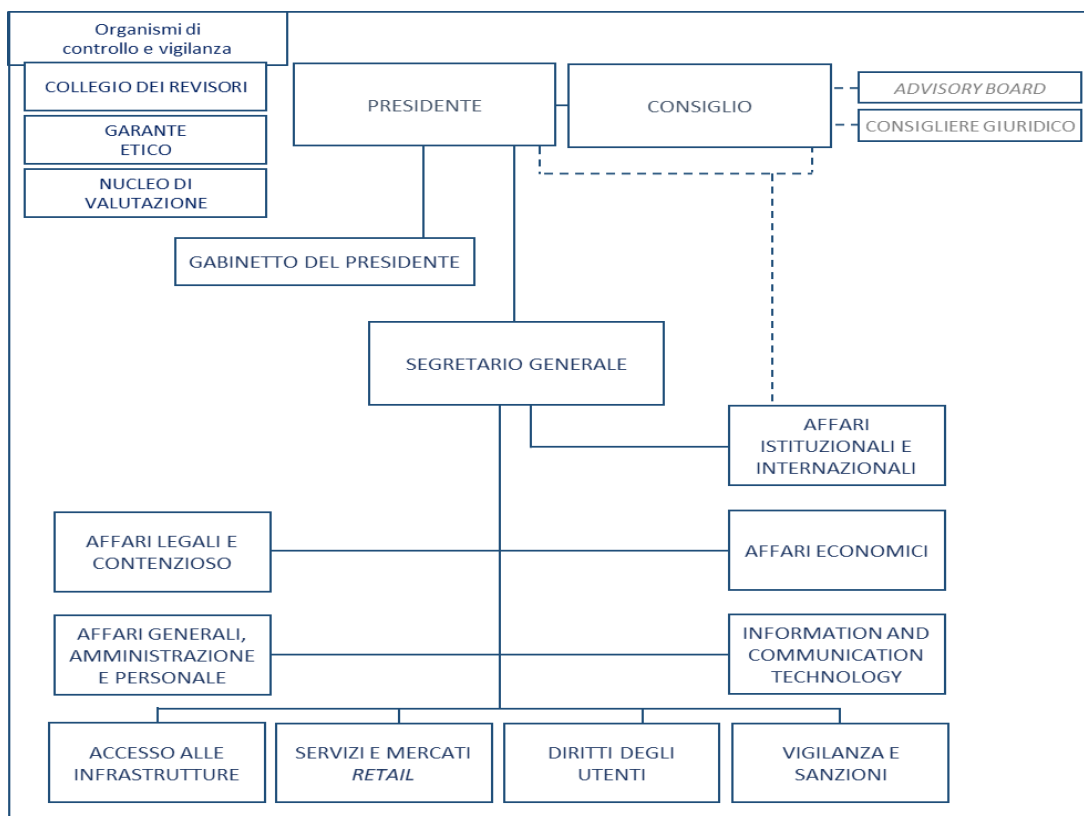 Organismi di
controllo e vigilanza
COLLEGIO DEI REVISORI
GARANTE
ETICO
NUCLEO DI
VALUTAZIONE
PRESIDENTE
CONSIGLIO
ADVISORY BOARD
CONSIGLIERE GIURIDICO
GABINETTO DEL PRESIDENTE
SEGRETARIO GENERALE
AFFARI
ISTITUZIONALI E
INTERNAZIONALI
AFFARI LEGALI E
CONTENZIOSO
AFFARI ECONOMICI
AFFARI GENERALI,
AMMINISTRAZIONE
E PERSONALE
INFORMATION AND
COMMUNICATION
TECHNOLOGY
ACCESSO ALLE
INFRASTRUTTURE
SERVIZI E MERCATI
RETAIL
DIRITTI DEGLI
UTENTI
VIGILANZA E
SANZIONI